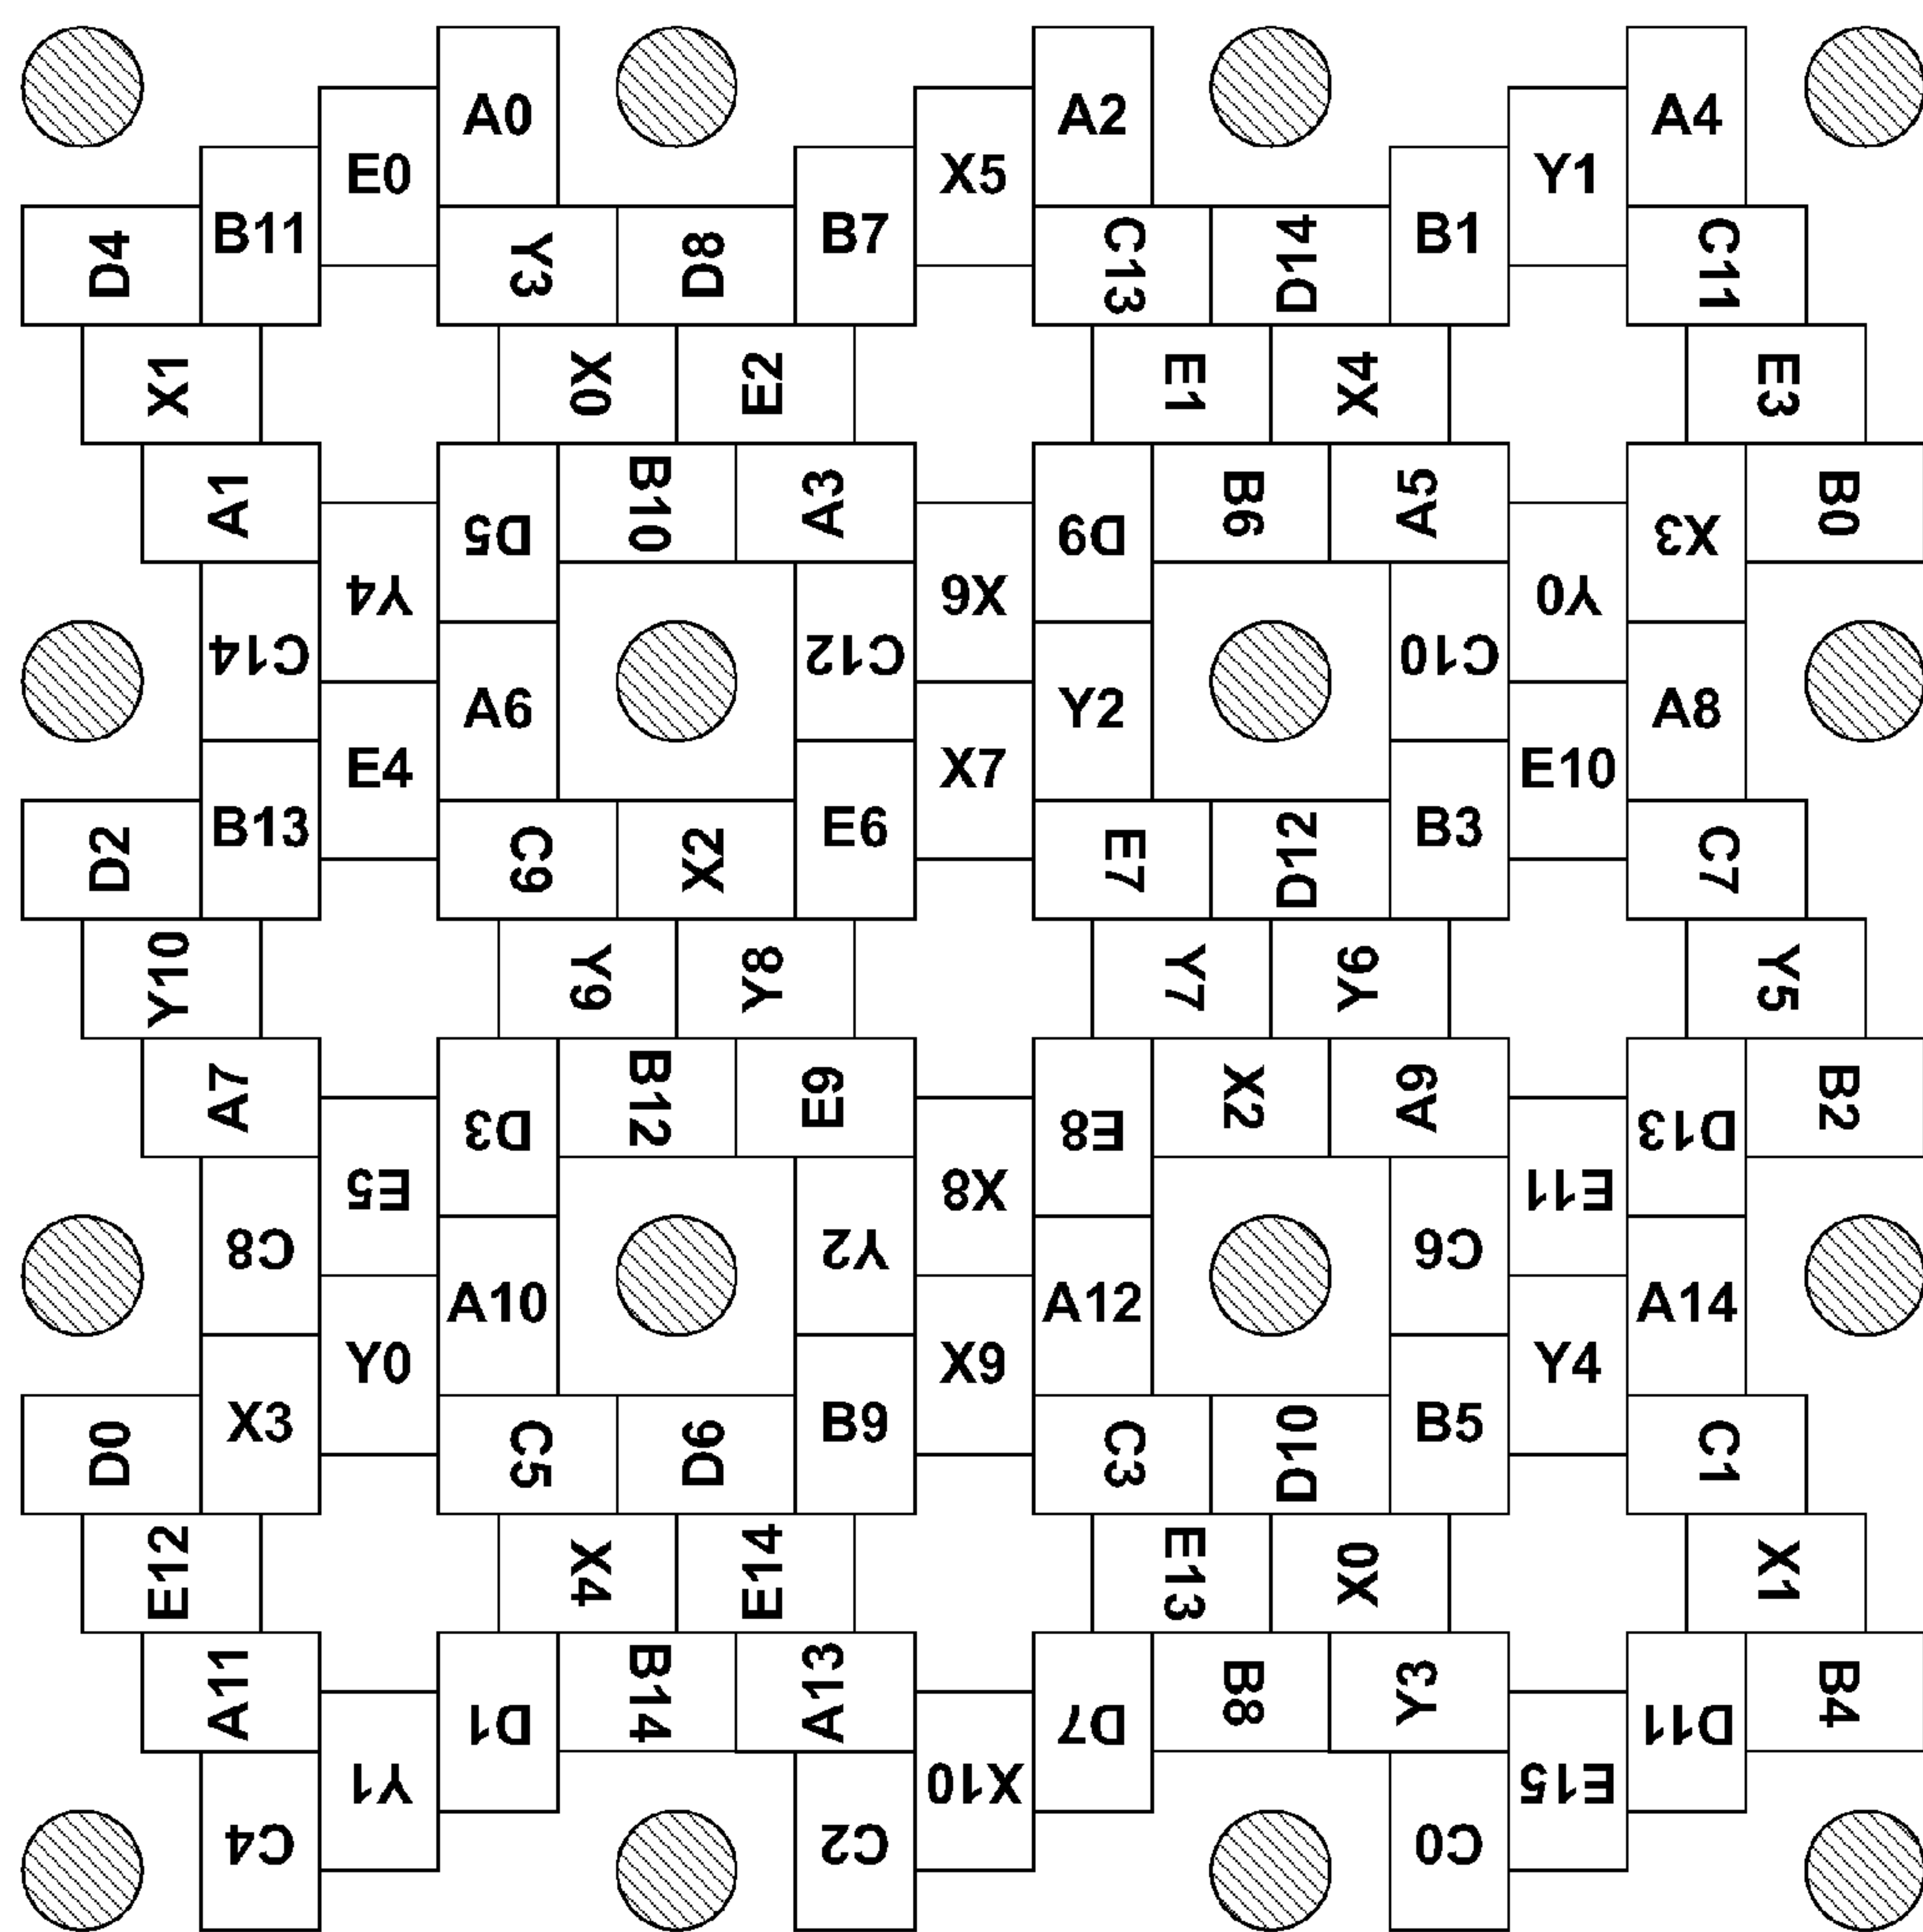 A0 A2 A4
E0 X5 Y1
B11 B7 B1
D4 Y3 D8 C13 D14 C11
X1 X0 E2 E1 X4 E3
A1 D5 B10 A3 D9 B6 A5 X3 B0
Y4 X6 Y0
C14 C12 C10
A6 Y2 A8
E4 X7 E10
B13 E6 B3
D2 C9 X2 E7 D12 C7
Y10 Y9 Y8 Y7 Y6 Y5
A7 D3 B12 E9 E8 X2 A9 D13 B2
E5 X8 E11
C8 Y2 C6
A10 A12 A14
Y0 X9 Y4
X3 B9 B5
D0 C5 D6 C3 D10 C1
E12 X4 E14 E13 X0 X1
A11 D1 B14 A13 D7 B8 Y3 D11 B4
Y1 X10 E15
C4 C2 C0